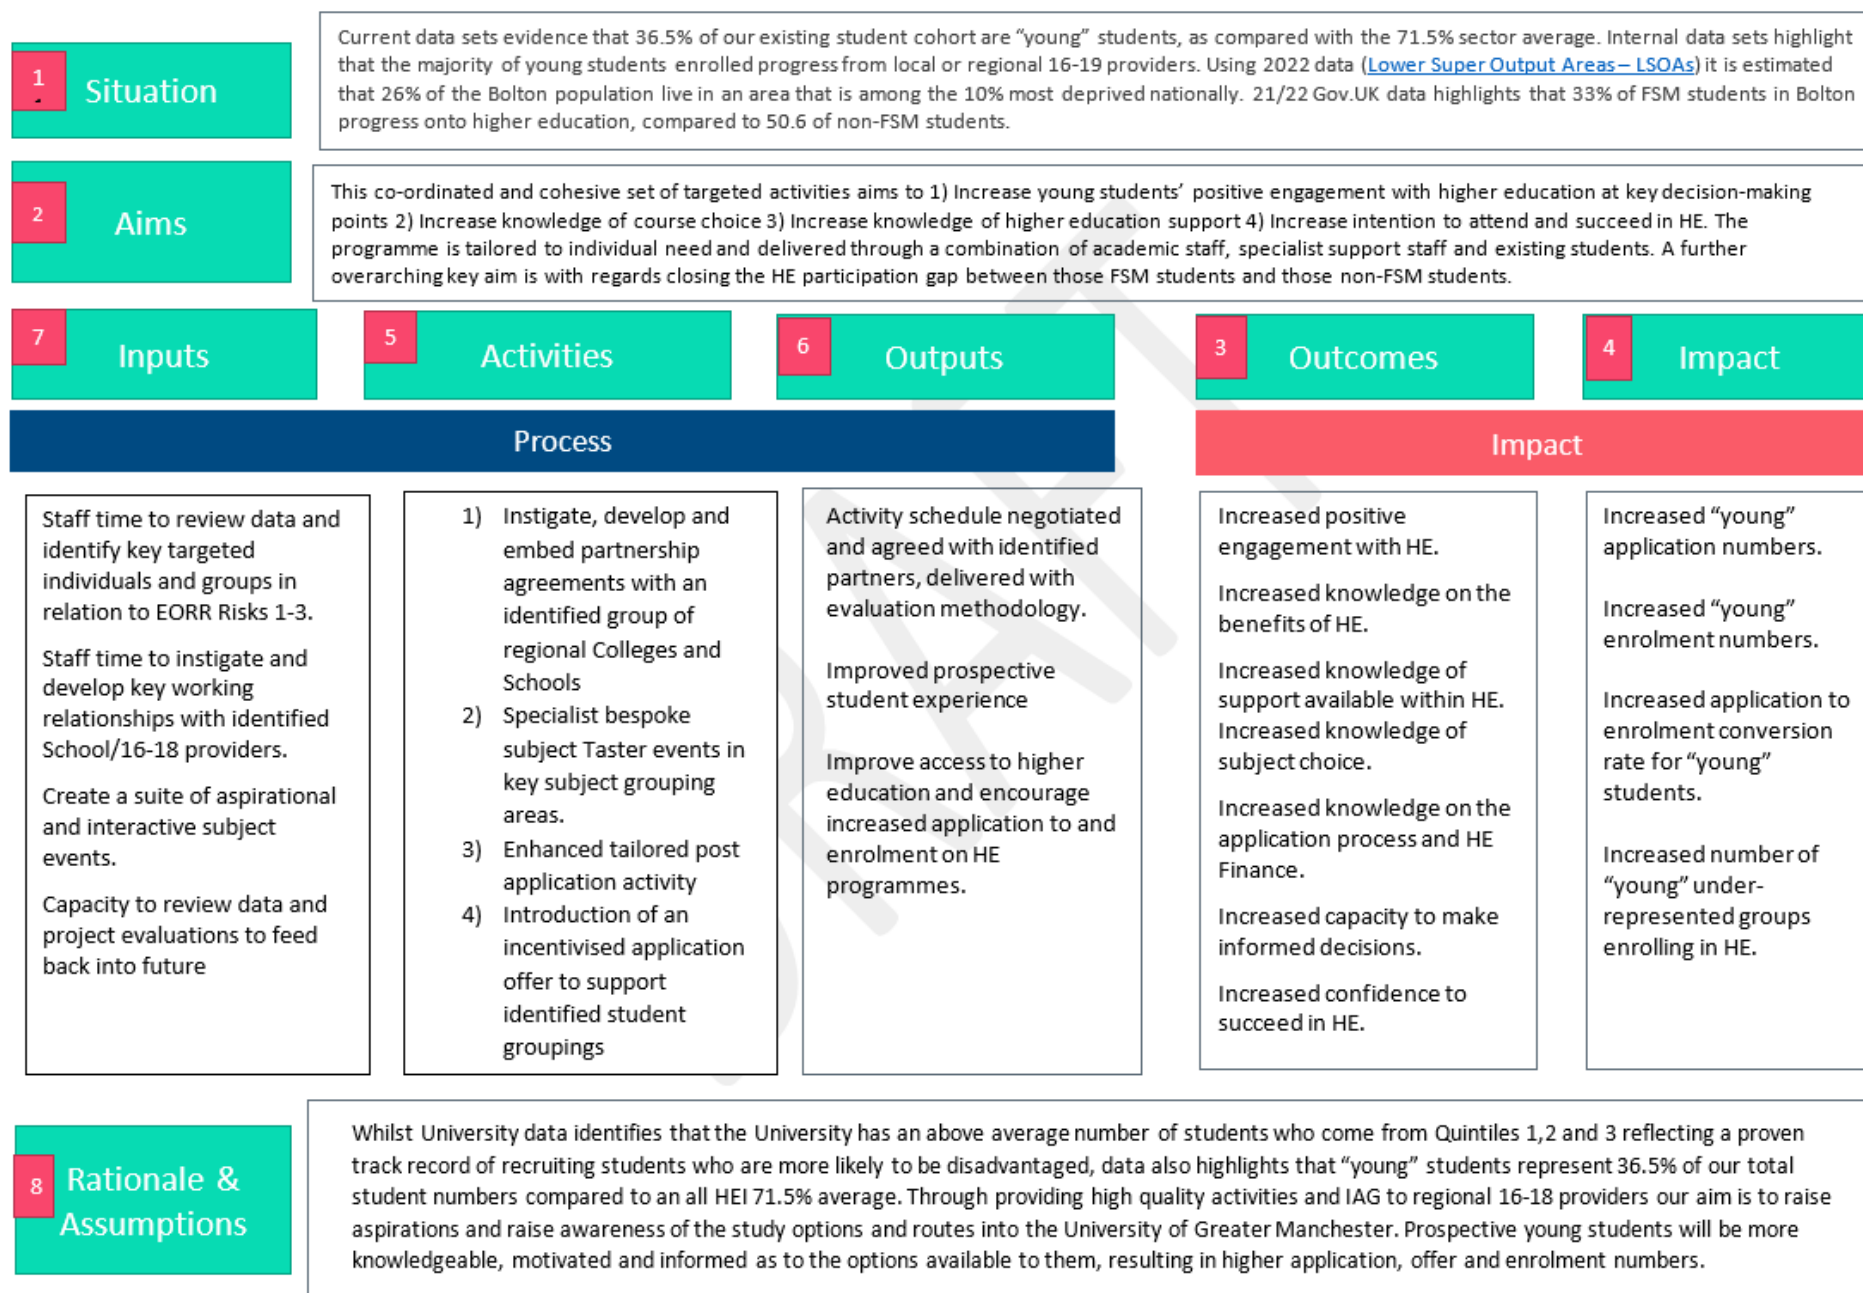 1
Situation
Current data sets evidence that 36.5% of our existing student cohort are “young” students, as compared with the 71.5% sector average. Internal data sets highlight
that the majority of young students enrolled progress from local or regional 16-19 providers. Using 2022 data (Lower Super Output Areas – LSOAs) it is estimated
that 26% of the Bolton population live in an area that is among the 10% most deprived nationally. 21/22 Gov.UK data highlights that 33% of FSM students in Bolton
progress onto higher education, compared to 50.6 of non-FSM students.
2
Aims
This co-ordinated and cohesive set of targeted activities aims to 1) Increase young students’ positive engagement with higher education at key decision-making
points 2) Increase knowledge of course choice 3) Increase knowledge of higher education support 4) Increase intention to attend and succeed in HE. The
programme is tailored to individual need and delivered through a combination of academic staff, specialist support staff and existing students. A further
overarching key aim is with regards closing the HE participation gap between those FSM students and those non-FSM students.
7
Inputs
5
Activities
6
Outputs
3
Outcomes
4
Impact
Process
Impact
Staff time to review data and
identify key targeted
individuals and groups in
relation to EORR Risks 1-3.
Staff time to instigate and
develop key working
relationships with identified
School/16-18 providers.
Create a suite of aspirational
and interactive subject
events.
Capacity to review data and
project evaluations to feed
back into future
1) Instigate, develop and
embed partnership
agreements with an
identified group of
regional Colleges and
Schools
2) Specialist bespoke
subject Taster events in
key subject grouping
areas.
3) Enhanced tailored post
application activity
4) Introduction of an
incentivised application
offer to support
identified student
groupings
Activity schedule negotiated
and agreed with identified
partners, delivered with
evaluation methodology.
Improved prospective
student experience
Improve access to higher
education and encourage
increased application to and
enrolment on HE
programmes.
Increased positive
engagement with HE.
Increased knowledge on the
benefits of HE.
Increased knowledge of
support available within HE.
Increased knowledge of
subject choice.
Increased knowledge on the
application process and HE
Finance.
Increased capacity to make
informed decisions.
Increased confidence to
succeed in HE.
Increased “young”
application numbers.
Increased “young”
enrolment numbers.
Increased application to
enrolment conversion
rate for “young”
students.
Increased number of
“young” under-
represented groups
enrolling in HE.
8
Rationale &
Assumptions
Whilst University data identifies that the University has an above average number of students who come from Quintiles 1,2 and 3 reflecting a proven
track record of recruiting students who are more likely to be disadvantaged, data also highlights that “young” students represent 36.5% of our total
student numbers compared to an all HEI 71.5% average. Through providing high quality activities and IAG to regional 16-18 providers our aim is to raise
aspirations and raise awareness of the study options and routes into the University of Greater Manchester. Prospective young students will be more
knowledgeable, motivated and informed as to the options available to them, resulting in higher application, offer and enrolment numbers.
DRAFT